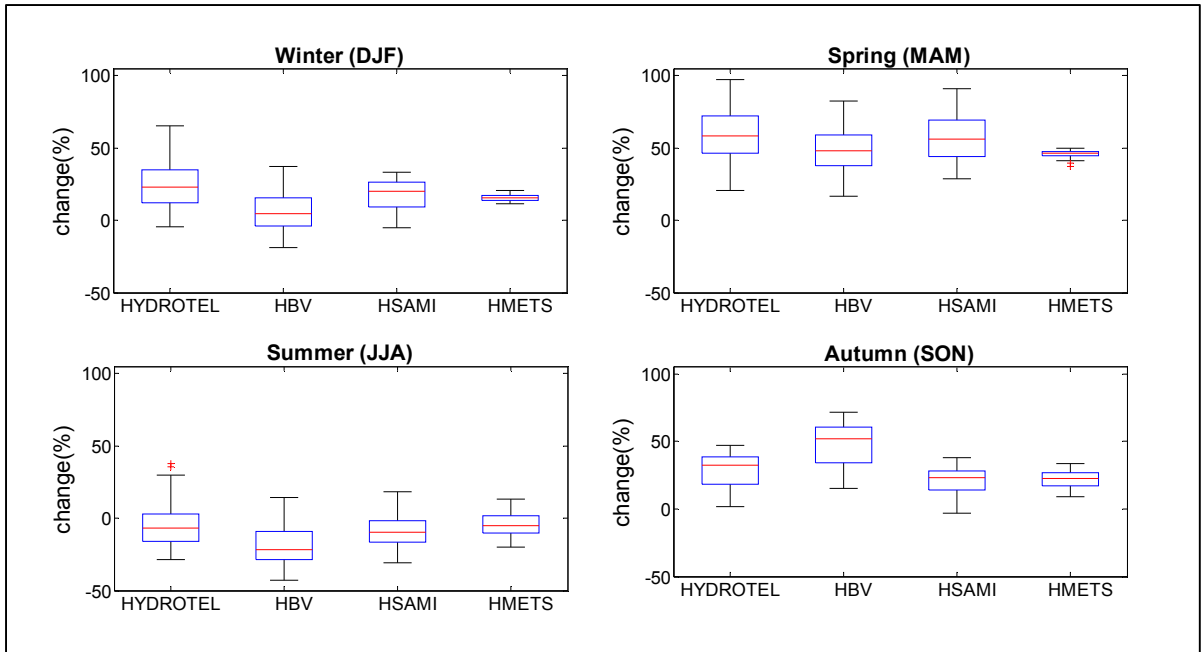 Winter (DJF)
100
50
0
-50
change(%)
HYDROTEL HBV HSAMI HMETS
Spring (MAM)
100
50
0
-50
change(%)
HYDROTEL HBV HSAMI HMETS
Summer (JJA)
100
50
0
-50
change(%)
HYDROTEL HBV HSAMI HMETS
Autumn (SON)
100
50
0
-50
change(%)
HYDROTEL HBV HSAMI HMETS